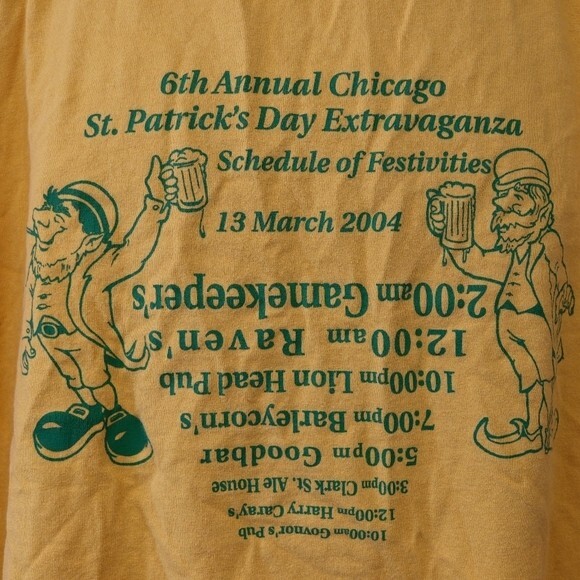 6th Annual Chicago
St. Patrick's Day Extravaganza
Schedule of Festivities
13 March 2004
10:00am Govnor's Pub
12:00pm Harry Caray's
3:00pm Clark St. Ale House
5:00pm Goodbar
7:00pm Barleycorn's
10:00pm Lion Head Pub
12:00am Raven's
2:00am Gamekeeper's